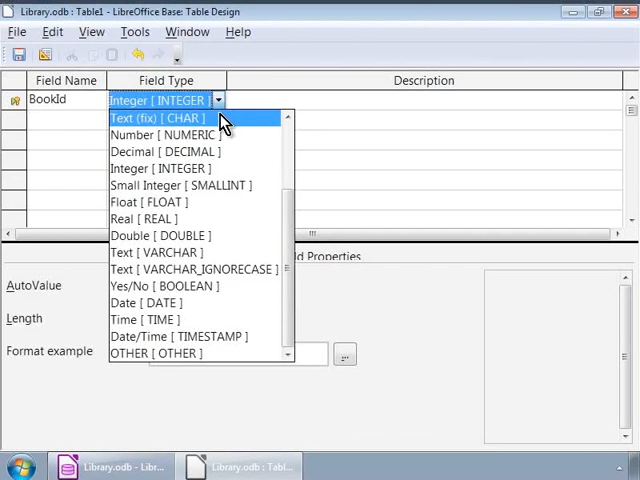 Library.odb : Table1 - LibreOffice Base: Table Design
File Edit View Tools Window Help
Field Name Field Type Description
BookId Integer [ INTEGER ]
Text (fix) [ CHAR ]
Number [ NUMERIC ]
Decimal [ DECIMAL ]
Integer [ INTEGER ]
Small Integer [ SMALLINT ]
Float [ FLOAT ]
Real [ REAL ]
Double [ DOUBLE ]
Text [ VARCHAR ]
ld Properties
Text [ VARCHAR_IGNORECASE ]
AutoValue
Yes/No [ BOOLEAN ]
Date [ DATE ]
Length
Time [ TIME ]
Date/Time [ TIMESTAMP ]
Format example
OTHER [ OTHER ]
...
Library.odb - Libr... Library.odb : Tabl...